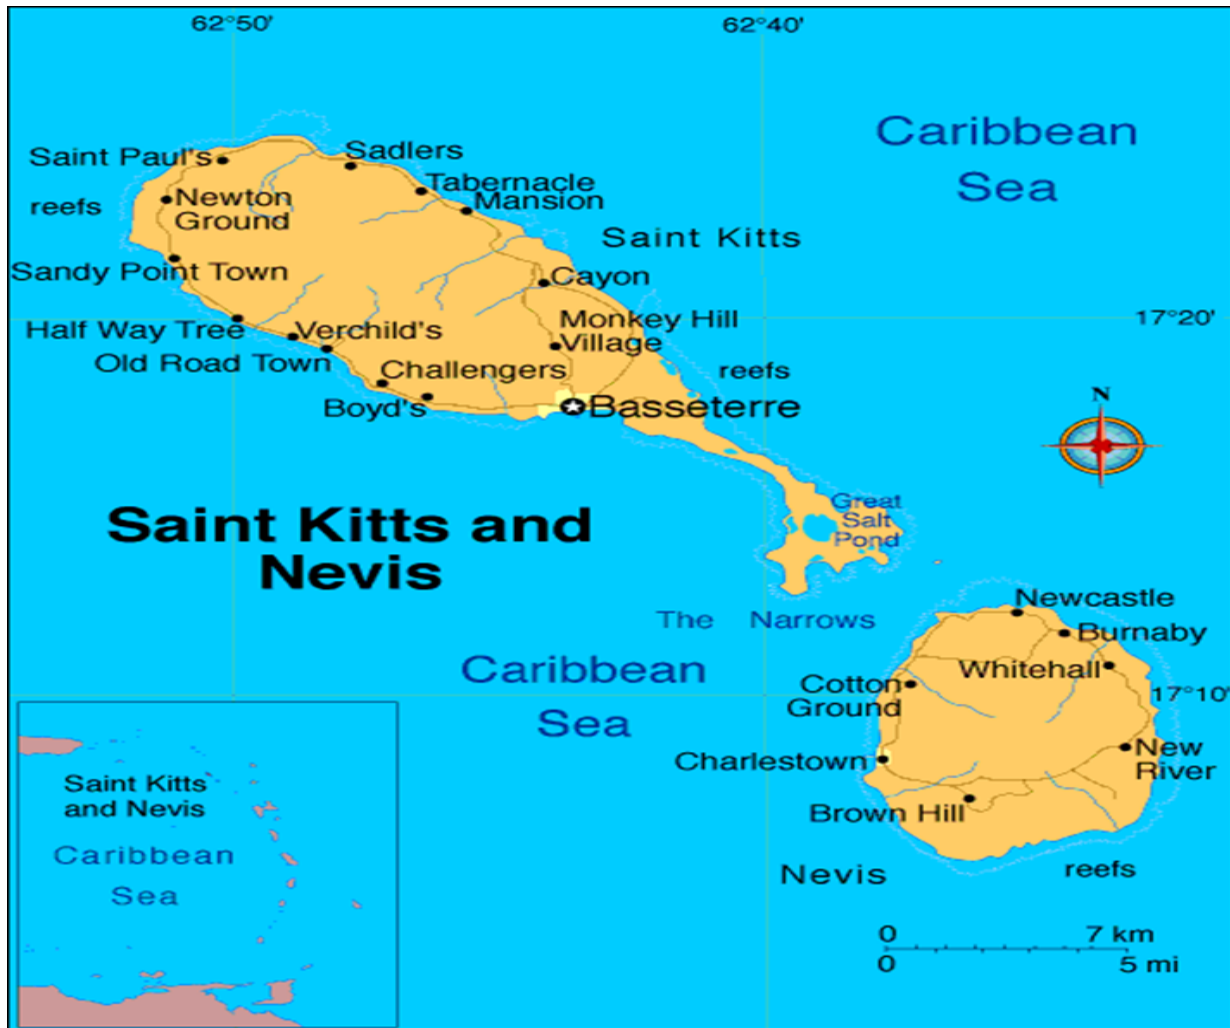 62°50'
62°40'
Caribbean
Sea
Saint Paul's
Sadlers
Tabernacle
Mansion
reefs
Newton
Ground
Saint Kitts
Sandy Point Town
Cayon
Half Way Tree
Verchild's
Monkey Hill
Village
17°20'
Old Road Town
Challengers
reefs
Boyd's
Basseterre
N
Saint Kitts and
Nevis
Great
Salt
Pond
The Narrows
Newcastle
Burnaby
Caribbean
Sea
Whitehall
Cotton
Ground
17°10'
Charlestown
New
River
Brown Hill
Nevis
reefs
Saint Kitts
and Nevis
Caribbean
Sea
0 7 km
0 5 mi